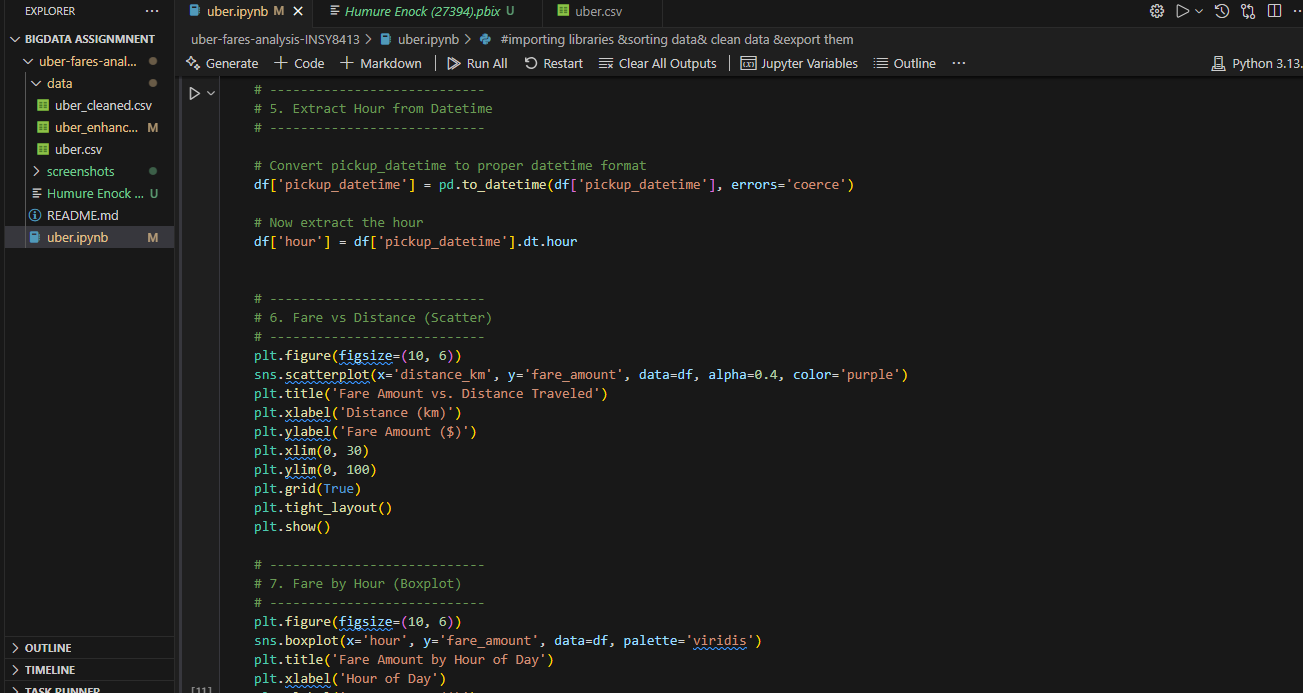 EXPLORER
uber.ipynb M
Humure Enock (27394).pbix U
uber.csv
BIGDATA ASSIGNMNENT
uber-fares-analysis-INSY8413 > uber.ipynb > #importing libraries &sorting data& clean data &export them
uber-fares-anal...
Generate + Code + Markdown | Run All Restart Clear All Outputs | Jupyter Variables Outline ... Python 3.13.
data
uber_cleaned.csv
uber_enhanc... M
uber.csv
screenshots
Humure Enock ... U
README.md
uber.ipynb M
OUTLINE
TIMELINE
TASK RUNNER
# ----------------------------
# 5. Extract Hour from Datetime
# ----------------------------
# Convert pickup_datetime to proper datetime format
df['pickup_datetime'] = pd.to_datetime(df['pickup_datetime'], errors='coerce')
# Now extract the hour
df['hour'] = df['pickup_datetime'].dt.hour
# ----------------------------
# 6. Fare vs Distance (Scatter)
# ----------------------------
plt.figure(figsize=(10, 6))
sns.scatterplot(x='distance_km', y='fare_amount', data=df, alpha=0.4, color='purple')
plt.title('Fare Amount vs. Distance Traveled')
plt.xlabel('Distance (km)')
plt.ylabel('Fare Amount ($)')
plt.xlim(0, 30)
plt.ylim(0, 100)
plt.grid(True)
plt.tight_layout()
plt.show()
# ----------------------------
# 7. Fare by Hour (Boxplot)
# ----------------------------
plt.figure(figsize=(10, 6))
sns.boxplot(x='hour', y='fare_amount', data=df, palette='viridis')
plt.title('Fare Amount by Hour of Day')
plt.xlabel('Hour of Day')
[11]